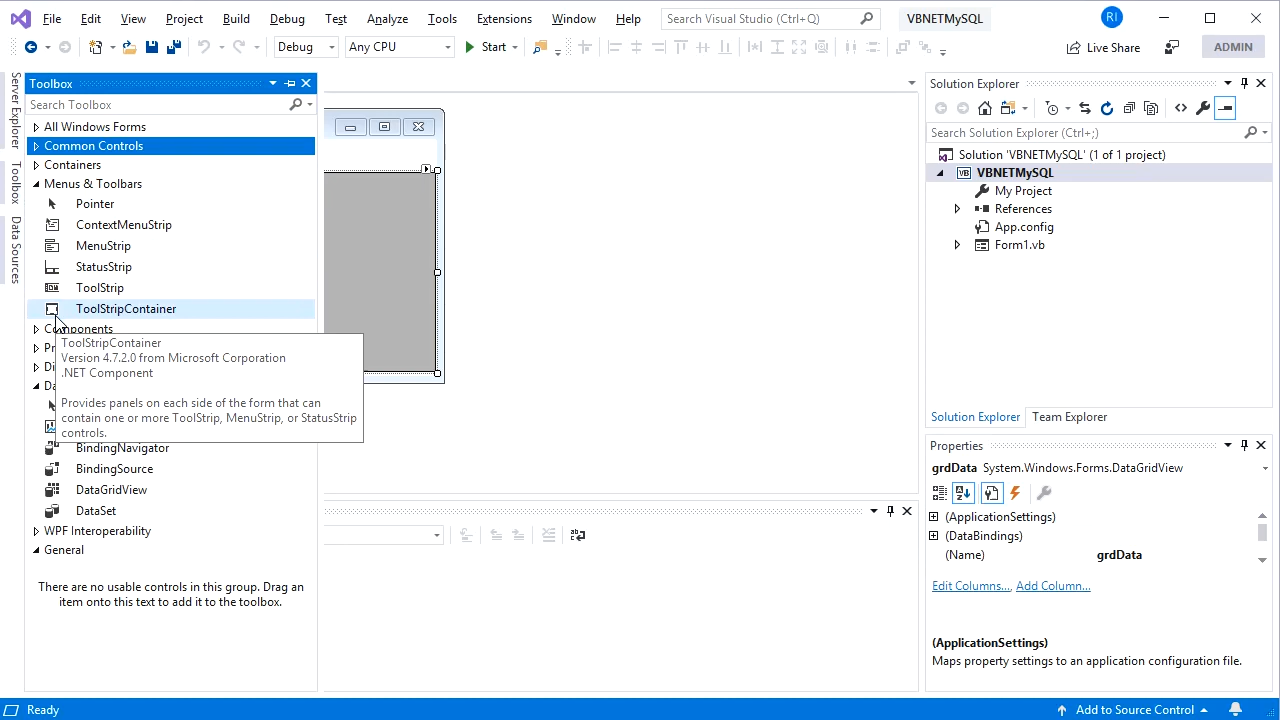 File Edit View Project Build Debug Test Analyze Tools Extensions Window Help Search Visual Studio (Ctrl+Q) VBNETMySQL RI
Debug Any CPU Start Live Share ADMIN
Server Explorer
Toolbox
Data Sources
Toolbox
Search Toolbox
All Windows Forms
Common Controls
Containers
Menus & Toolbars
Pointer
ContextMenuStrip
MenuStrip
StatusStrip
ToolStrip
ToolStripContainer
Components
ToolStripContainer
Version 4.7.2.0 from Microsoft Corporation
.NET Component
Provides panels on each side of the form that can
contain one or more ToolStrip, MenuStrip, or StatusStrip
controls.
BindingNavigator
BindingSource
DataGridView
DataSet
WPF Interoperability
General
There are no usable controls in this group. Drag an
item onto this text to add it to the toolbox.
Solution Explorer
Search Solution Explorer (Ctrl+;)
Solution 'VBNETMySQL' (1 of 1 project)
VBNETMySQL
My Project
References
App.config
Form1.vb
Solution Explorer Team Explorer
Properties
grdData System.Windows.Forms.DataGridView
(ApplicationSettings)
(DataBindings)
(Name) grdData
Edit Columns..., Add Column...
(ApplicationSettings)
Maps property settings to an application configuration file.
Ready
Add to Source Control